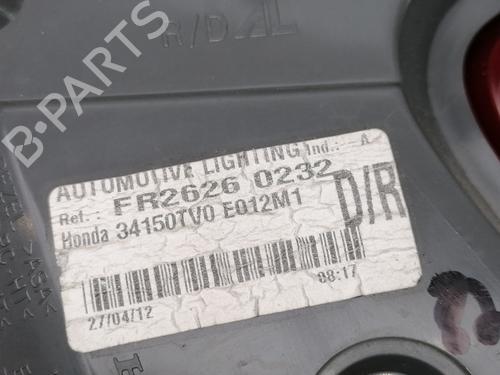 R/D AL
B-PARTS
AUTOMOTIVE LIGHTING Ind.: A
Ref.: FR2626 0232
Honda 34150TV0 E012M1
D/R
08:17
27/04/12